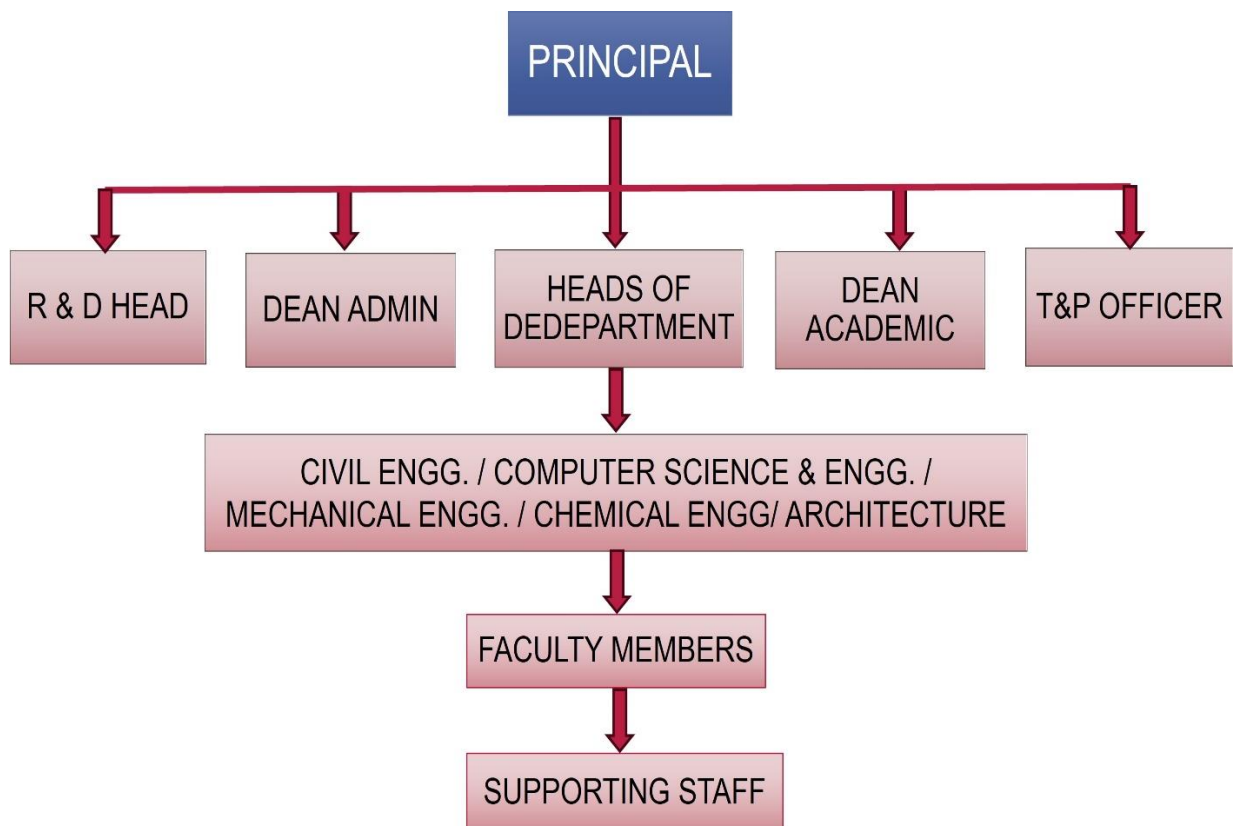 PRINCIPAL
R & D HEAD
DEAN ADMIN
HEADS OF
DEDEPARTMENT
DEAN
ACADEMIC
T&P OFFICER
CIVIL ENGG. / COMPUTER SCIENCE & ENGG. /
MECHANICAL ENGG. / CHEMICAL ENGG/ ARCHITECTURE
FACULTY MEMBERS
SUPPORTING STAFF